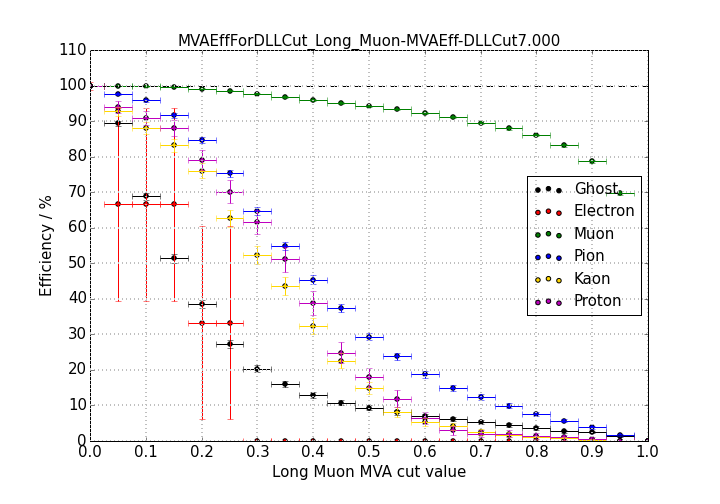 MVAEffForDLLCut_Long_Muon-MVAEff-DLLCut7.000
110
100
90
80
70
60
50
40
30
20
10
0
Efficiency / %
Ghost
Electron
Muon
Pion
Kaon
Proton
0.0 0.1 0.2 0.3 0.4 0.5 0.6 0.7 0.8 0.9 1.0
Long Muon MVA cut value